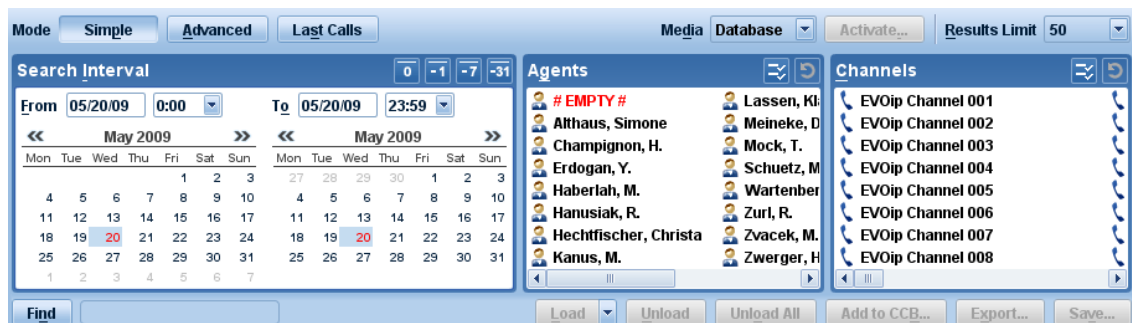 Mode Simple Advanced Last Calls Media Database Activate... Results Limit 50
Search Interval 0 -1 -7 -31
From 05/20/09 0:00 To 05/20/09 23:59
« May 2009 »
Mon Tue Wed Thu Fri Sat Sun
1 2 3
4 5 6 7 8 9 10
11 12 13 14 15 16 17
18 19 20 21 22 23 24
25 26 27 28 29 30 31
1 2 3 4 5 6 7
« May 2009 »
Mon Tue Wed Thu Fri Sat Sun
27 28 29 30 1 2 3
4 5 6 7 8 9 10
11 12 13 14 15 16 17
18 19 20 21 22 23 24
25 26 27 28 29 30 31
Agents
# EMPTY #
Althaus, Simone
Champignon, H.
Erdogan, Y.
Haberlah, M.
Hanusiak, R.
Hechtfischer, Christa
Kanus, M.
Lassen, Kl
Meineke, D
Mock, T.
Schuetz, M
Wartenber
Zurl, R.
Zvacek, M.
Zwerger, H
Channels
EVOip Channel 001
EVOip Channel 002
EVOip Channel 003
EVOip Channel 004
EVOip Channel 005
EVOip Channel 006
EVOip Channel 007
EVOip Channel 008
Find Load Unload Unload All Add to CCB... Export... Save...